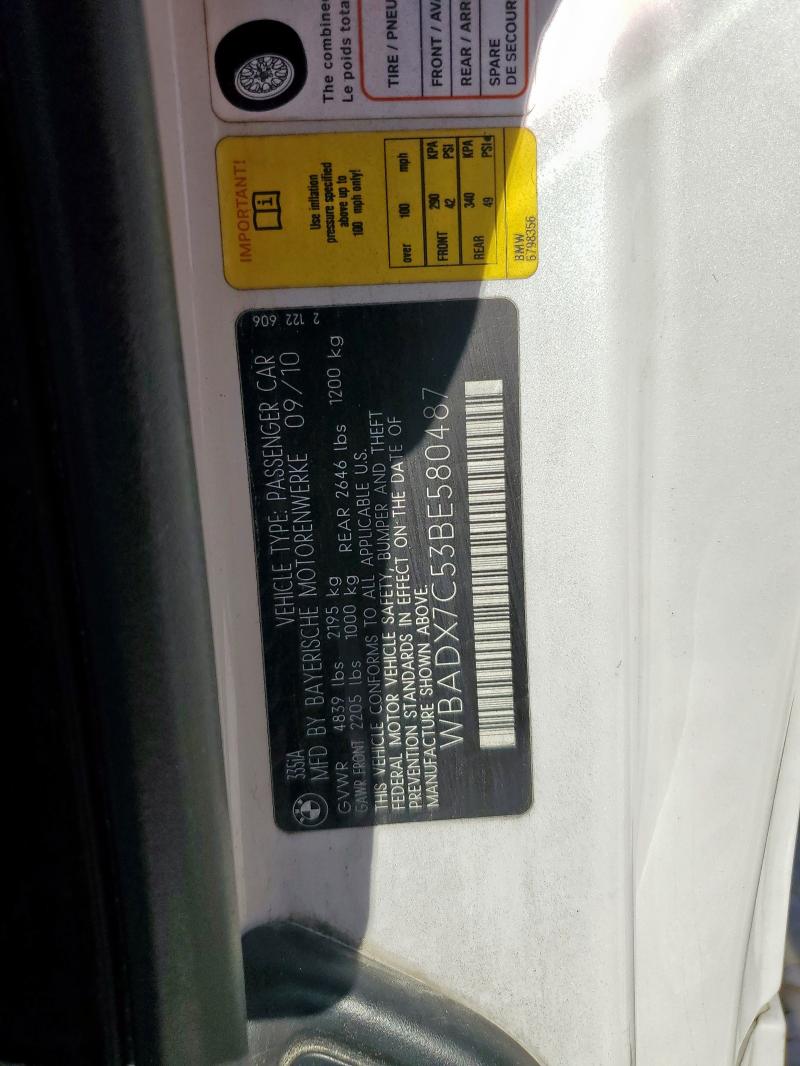 The combine
Le poids tota
TIRE / PNEU
FRONT / AVA
REAR / ARR
SPARE
DE SECOUR
IMPORTANT!
Use inflation
pressure specified
above up to
100 mph only!
over 100 mph
FRONT 290 KPA
42 PSI
REAR 340 KPA
49 PSI
BMW
6798356
335iA VEHICLE TYPE: PASSENGER CAR
MFD BY BAYERISCHE MOTORENWERKE 09/10
GVWR 4839 lbs 2195 kg
GAWR FRONT 2205 lbs 1000 kg REAR 2646 lbs 1200 kg
THIS VEHICLE CONFORMS TO ALL APPLICABLE U.S.
FEDERAL MOTOR VEHICLE SAFETY, BUMPER AND THEFT
PREVENTION STANDARDS IN EFFECT ON THE DATE OF
MANUFACTURE SHOWN ABOVE.
WBADX7C53BE580487
2 122 606